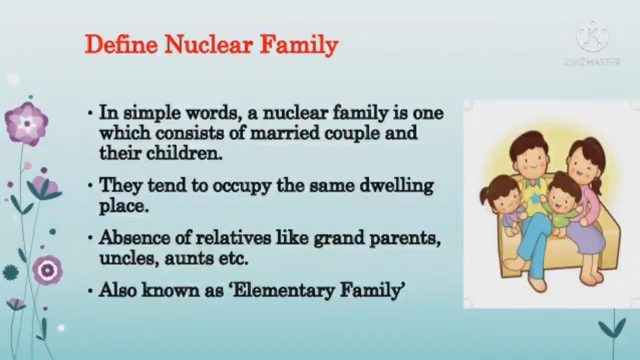 Define Nuclear Family
KINEMASTER
• In simple words, a nuclear family is one
which consists of married couple and
their children.
• They tend to occupy the same dwelling
place.
• Absence of relatives like grand parents,
uncles, aunts etc.
• Also known as ‘Elementary Family’